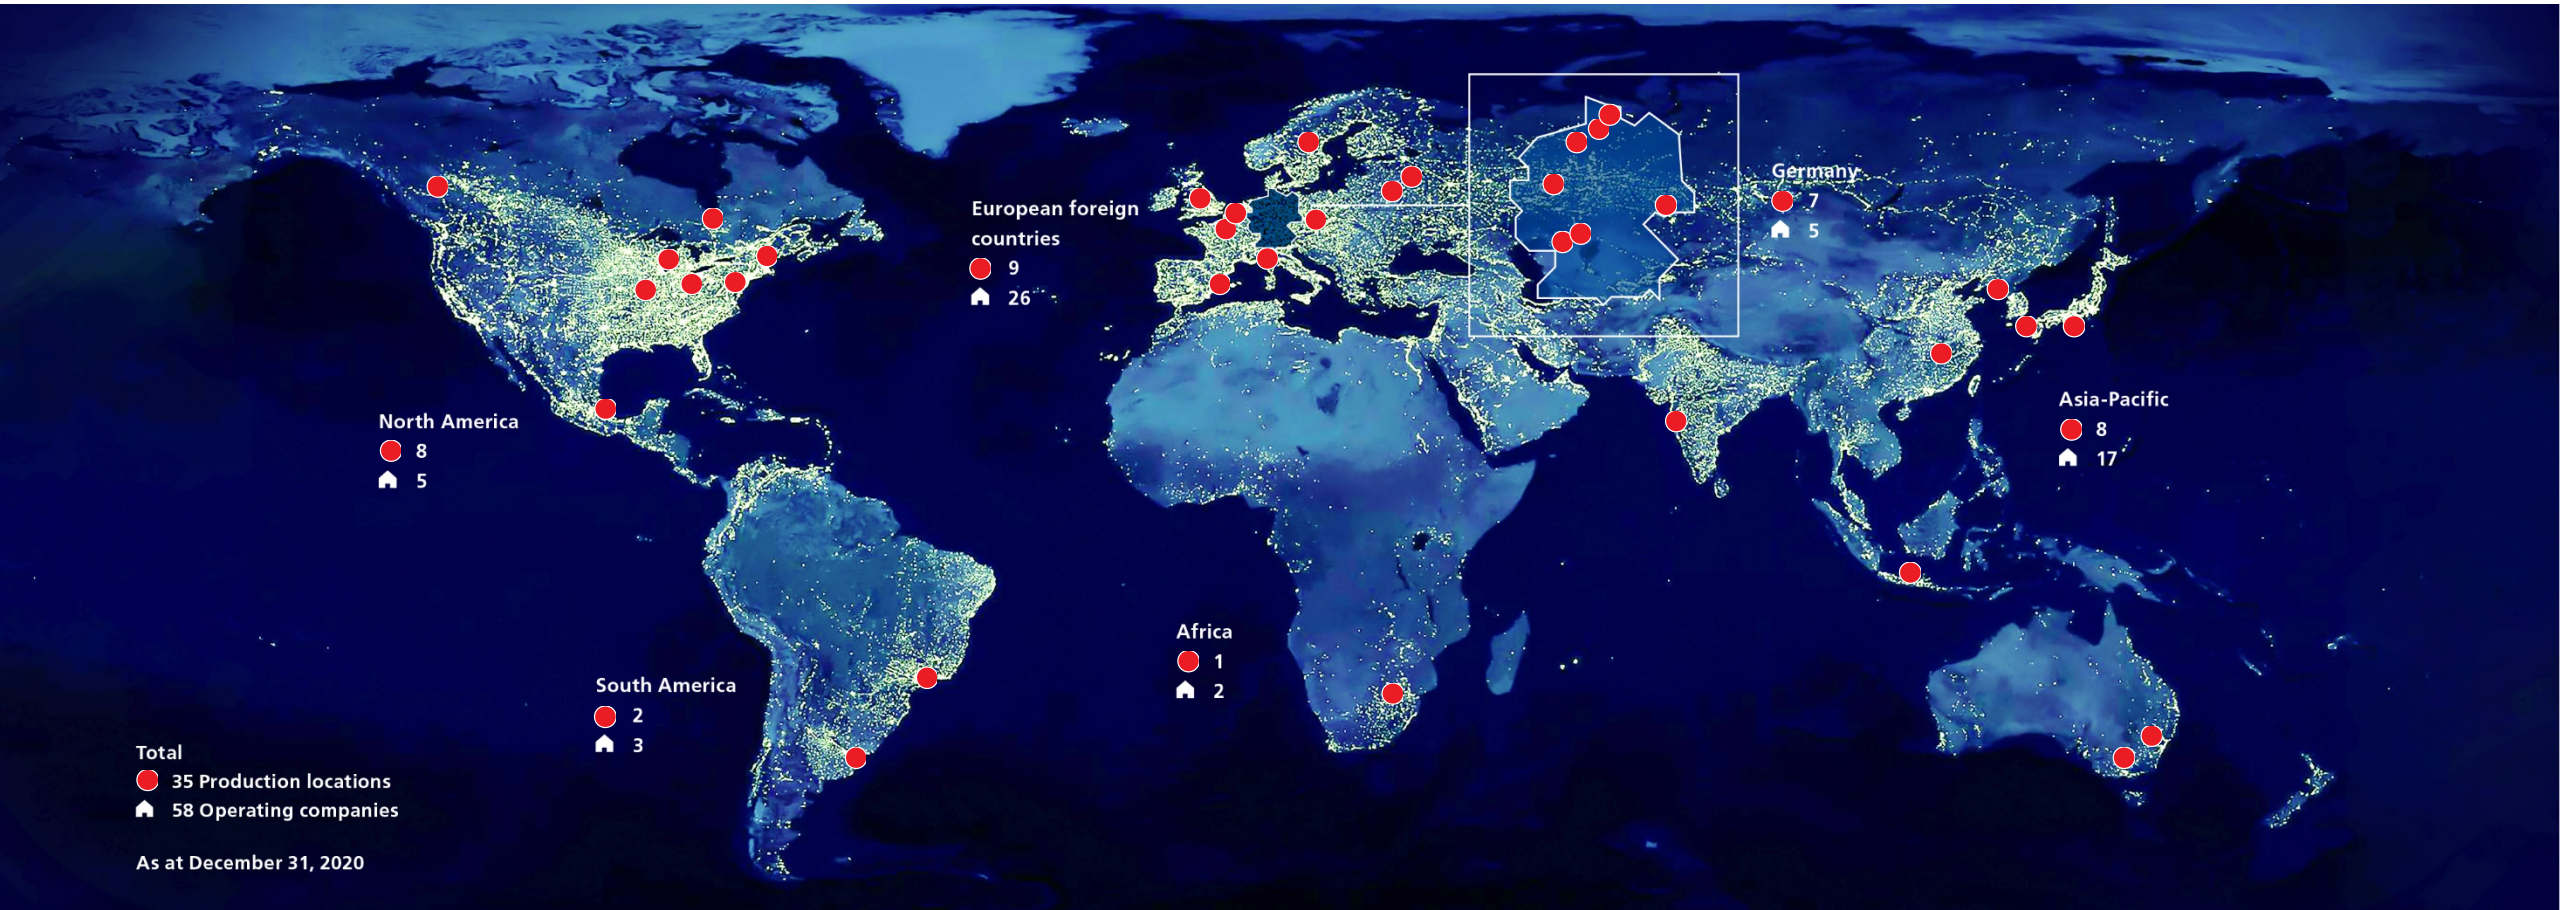 European foreign
countries
9
26
Germany
7
5
North America
8
5
Asia-Pacific
8
17
Africa
1
2
South America
2
3
Total
35 Production locations
58 Operating companies
As at December 31, 2020